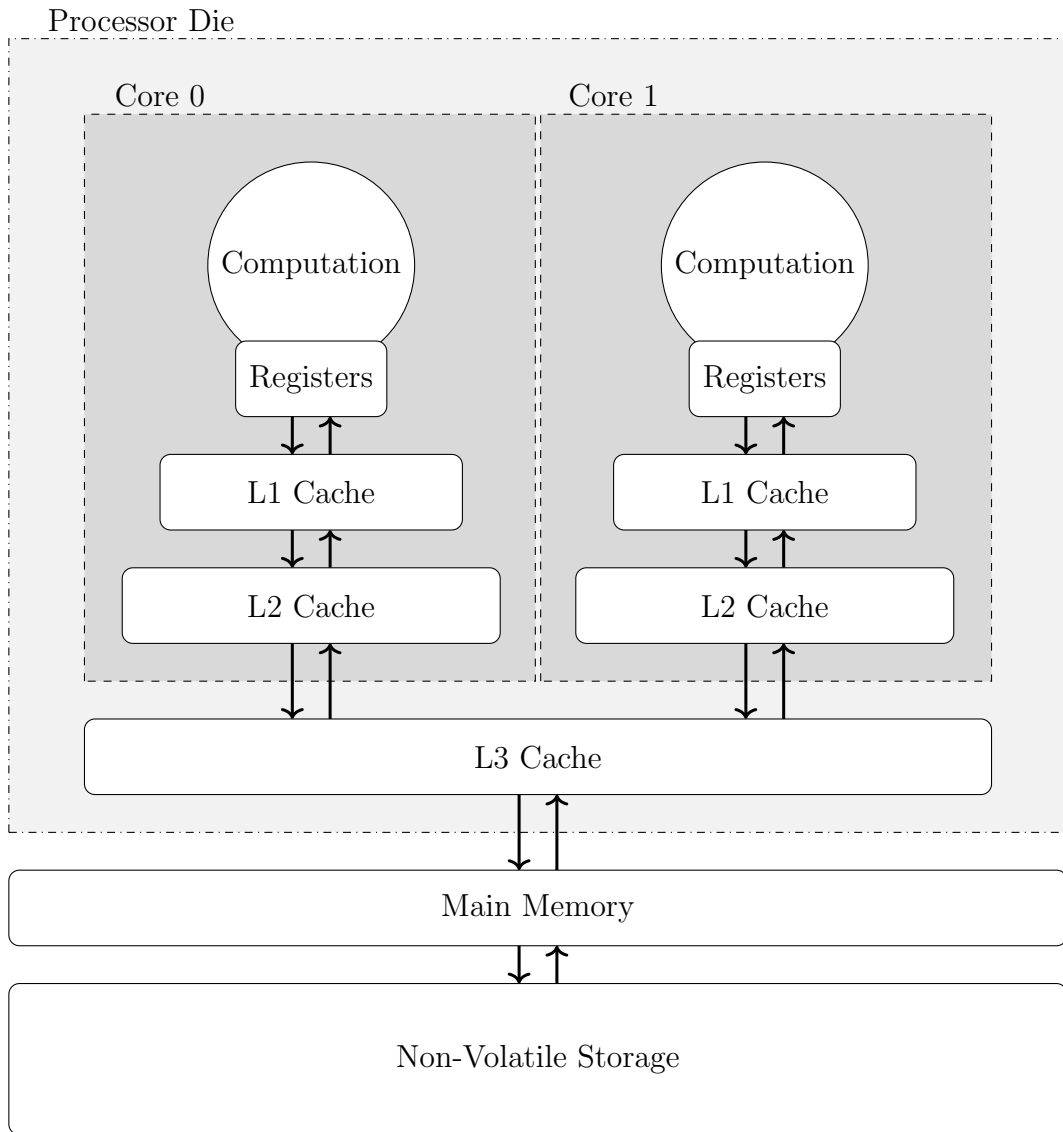 Processor Die
Core 0
Core 1
Computation
Computation
Registers
Registers
L1 Cache
L1 Cache
L2 Cache
L2 Cache
L3 Cache
Main Memory
Non-Volatile Storage